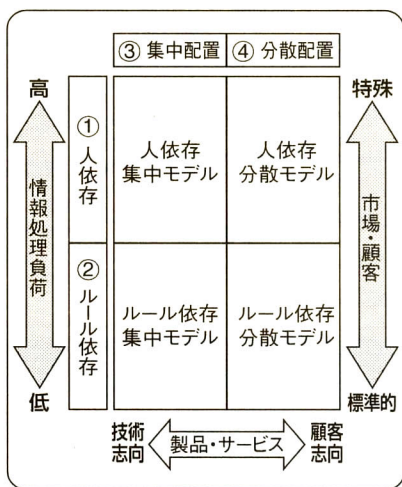 ③ 集中配置
④ 分散配置
高
特殊
① 人依存
人依存
集中モデル
人依存
分散モデル
情報処理負荷
市場・顧客
② ルール依存
ルール依存
集中モデル
ルール依存
分散モデル
低
標準的
技術
志向
製品・サービス
顧客
志向